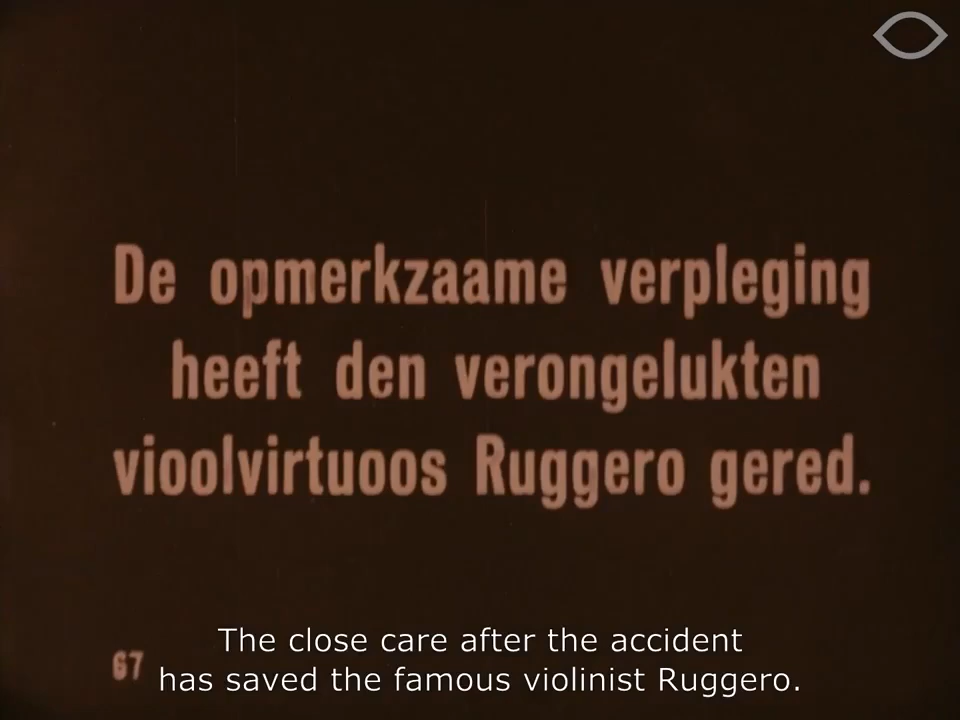 De opmerkzaame verpleging
heeft den verongelukten
vioolvirtuoos Ruggero gered.
The close care after the accident
67
has saved the famous violinist Ruggero.